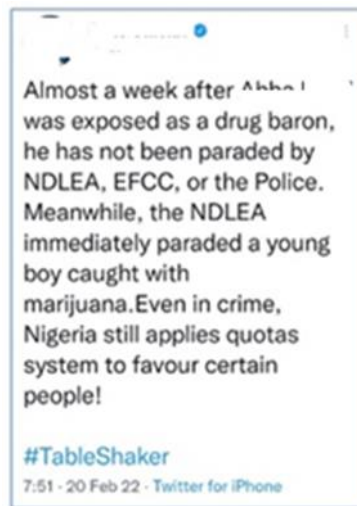 Almost a week after
was exposed as a drug baron,
he has not been paraded by
NDLEA, EFCC, or the Police.
Meanwhile, the NDLEA
immediately paraded a young
boy caught with
marijuana.Even in crime,
Nigeria still applies quotas
system to favour certain
people!
#TableShaker
7:51 - 20 Feb 22 - Twitter for iPhone